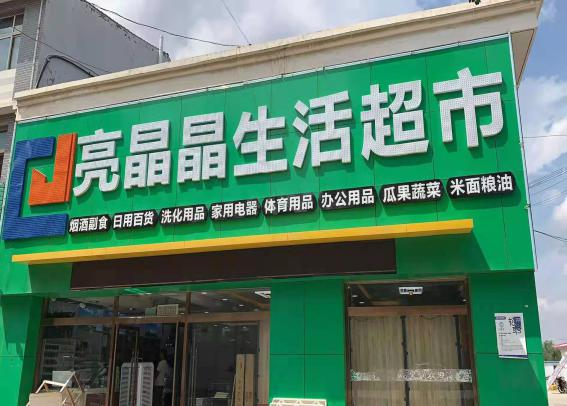 亮晶晶生活超市
烟酒副食 日用百货 洗化用品 家用电器 体育用品 办公用品 瓜果蔬菜 米面粮油